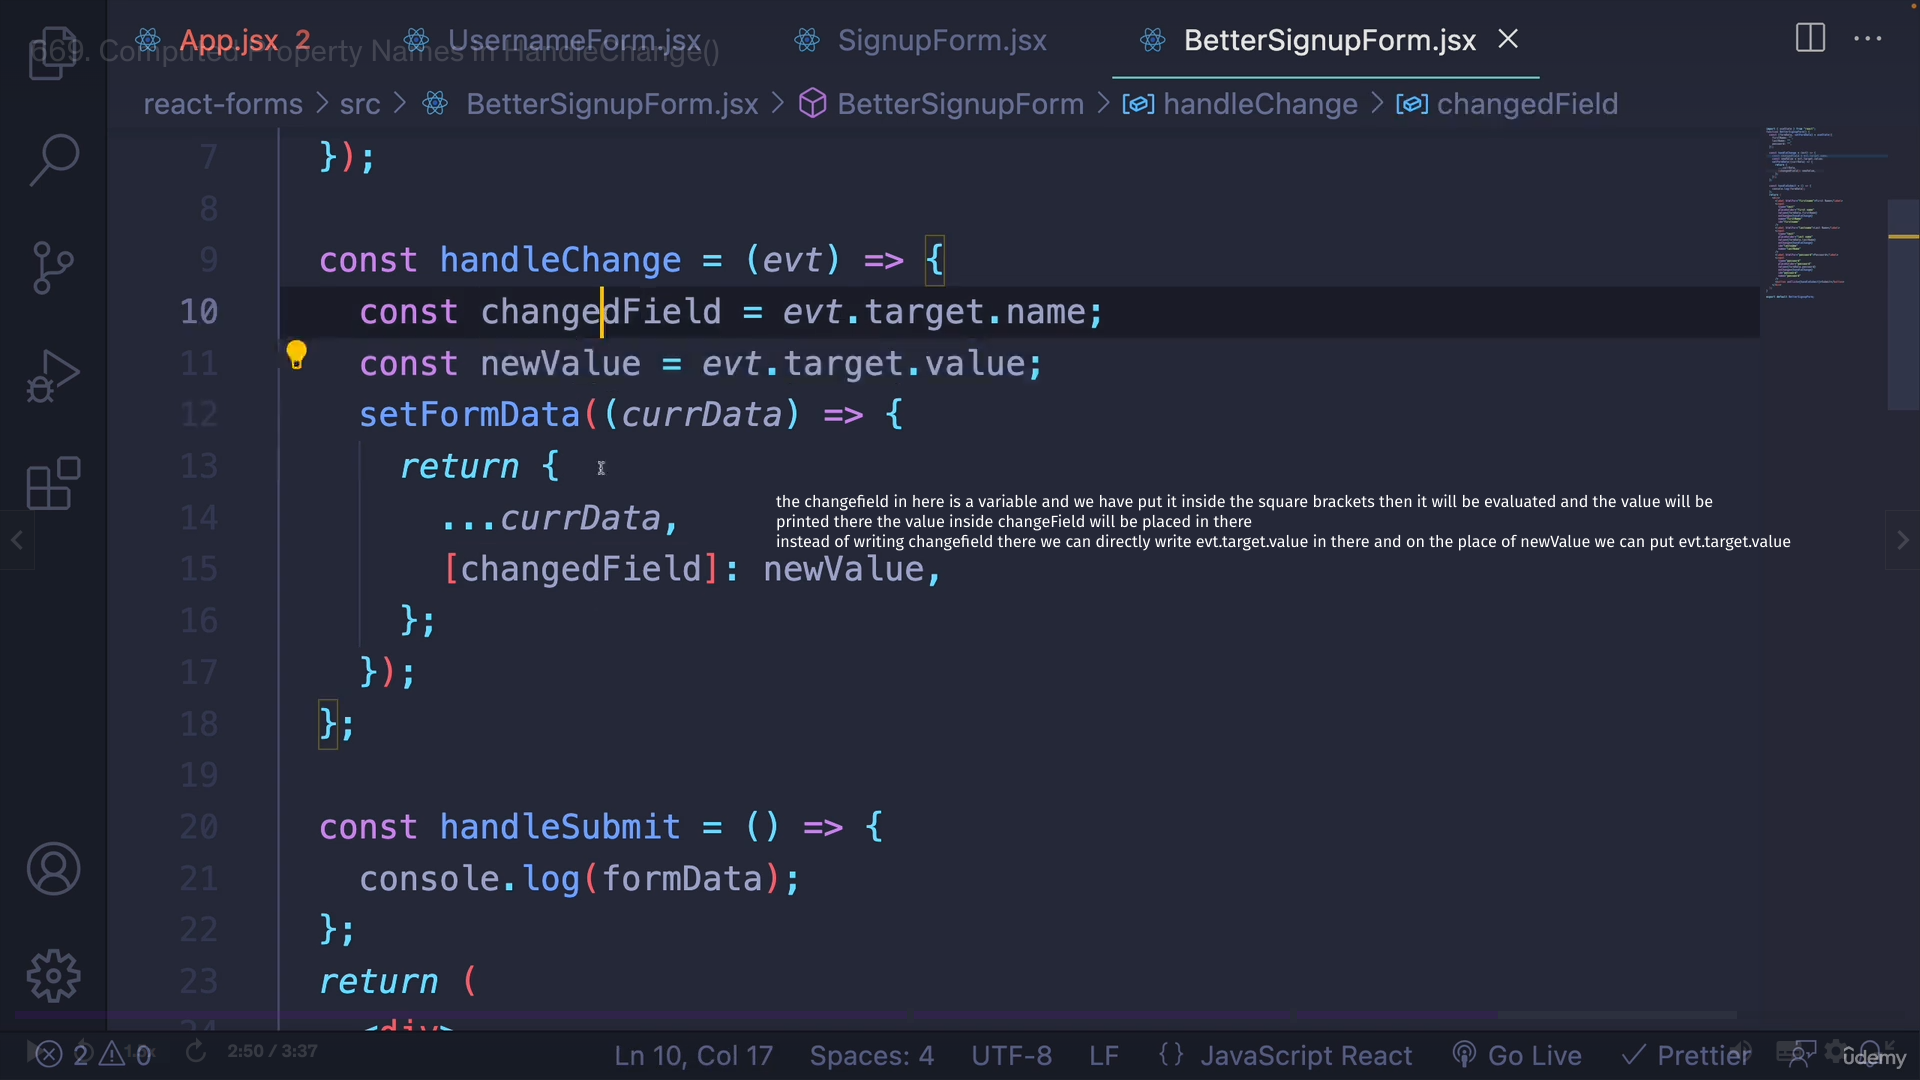 669. Computed Property Names in HandleChange()
App.jsx 2
UsernameForm.jsx
SignupForm.jsx
BetterSignupForm.jsx
react-forms > src > BetterSignupForm.jsx > BetterSignupForm > handleChange > changedField
7 });
8
9 const handleChange = (evt) => {
10 const changedField = evt.target.name;
11 const newValue = evt.target.value;
12 setFormData((currData) => {
13 return {
14 ...currData,
15 [changedField]: newValue,
16 };
17 });
18 };
19
20 const handleSubmit = () => {
21 console.log(formData);
22 };
23 return (
24 <div>
the changefield in here is a variable and we have put it inside the square brackets then it will be evaluated and the value will be
printed there the value inside changeField will be placed in there
instead of writing changefield there we can directly write evt.target.value in there and on the place of newValue we can put evt.target.value
2 0
2:50 / 3:37
Ln 10, Col 17 Spaces: 4 UTF-8 LF {} JavaScript React Go Live Prettier
udemy